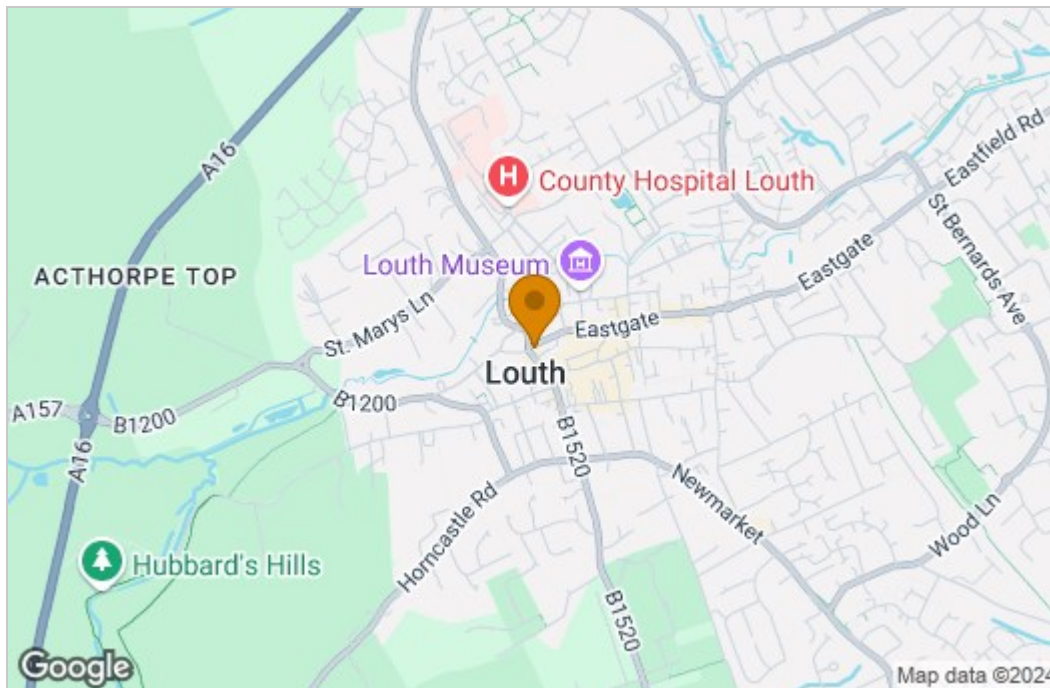 A16
Eastfield Rd
H
County Hospital Louth
St Bernards Ave
Louth Museum
Eastgate
ACTHORPE TOP
St. Marys Ln
Eastgate
Louth
A157
B1200
B1200
A16
B1520
Newmarket
Horncastle Rd
Wood Ln
Hubbard's Hills
B1520
Google
Map data ©2024